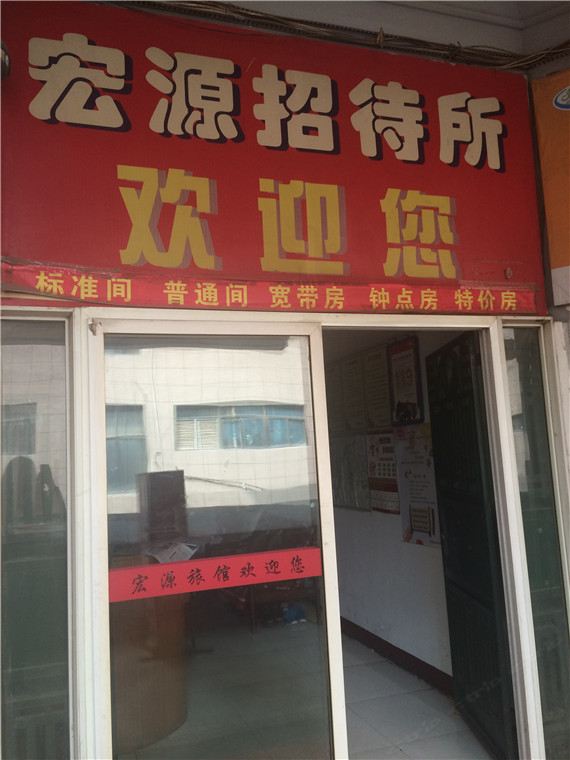 宏源招待所
欢迎您
标准间 普通间 宽带房 钟点房 特价房
宏源旅馆欢迎您